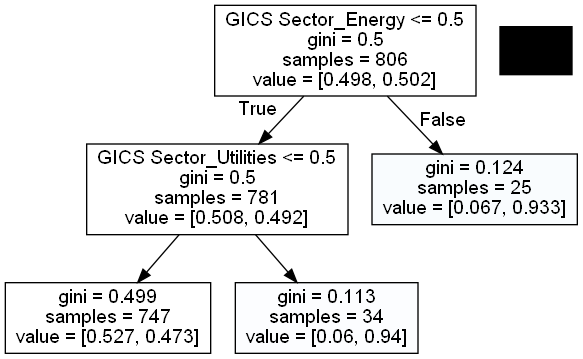 GICS Sector_Energy <= 0.5
gini = 0.5
samples = 806
value = [0.498, 0.502]
True
False
GICS Sector_Utilities <= 0.5
gini = 0.5
samples = 781
value = [0.508, 0.492]
gini = 0.124
samples = 25
value = [0.067, 0.933]
gini = 0.499
samples = 747
value = [0.527, 0.473]
gini = 0.113
samples = 34
value = [0.06, 0.94]